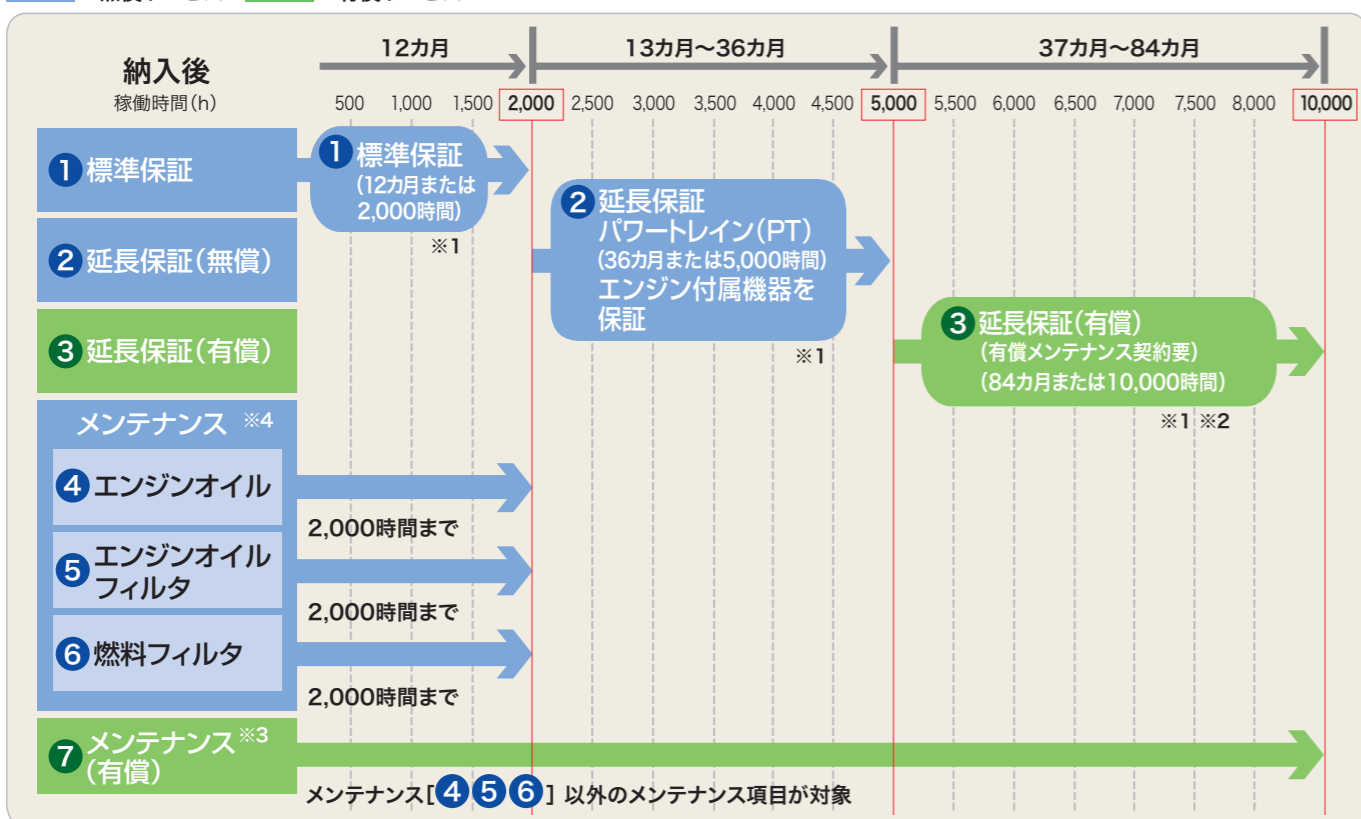 12カ月 13カ月～36カ月 37カ月～84カ月
納入後
稼働時間(h) 500 1,000 1,500 2,000 2,500 3,000 3,500 4,000 4,500 5,000 5,500 6,000 6,500 7,000 7,500 8,000 10,000
❶標準保証
❶標準保証
(12カ月または
2,000時間)
※1
❷延長保証(無償)
❷延長保証
パワートレイン(PT)
(36カ月または5,000時間)
エンジン付属機器を
保証
※1
❸延長保証(有償)
❸延長保証(有償)
(有償メンテナンス契約要)
(84カ月または10,000時間)
※1 ※2
メンテナンス ※4
❹エンジンオイル
2,000時間まで
❺エンジンオイル
フィルタ
2,000時間まで
❻燃料フィルタ
2,000時間まで
❼メンテナンス※3
(有償)
メンテナンス[❹❺❻]以外のメンテナンス項目が対象